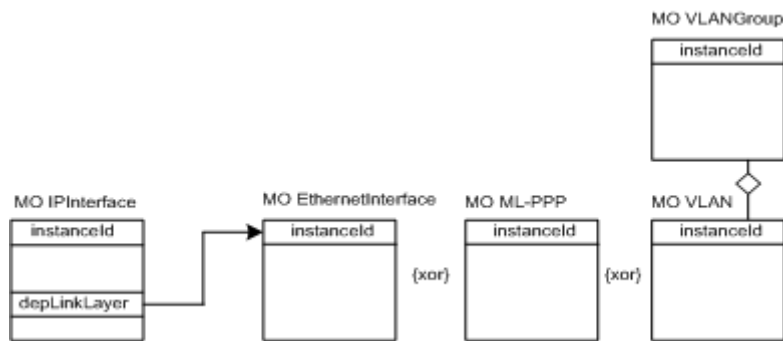 MO VLANGroup
instanceId
MO IPInterface
MO EthernetInterface
MO ML-PPP
MO VLAN
instanceId
instanceId
instanceId
instanceId
{xor}
{xor}
depLinkLayer